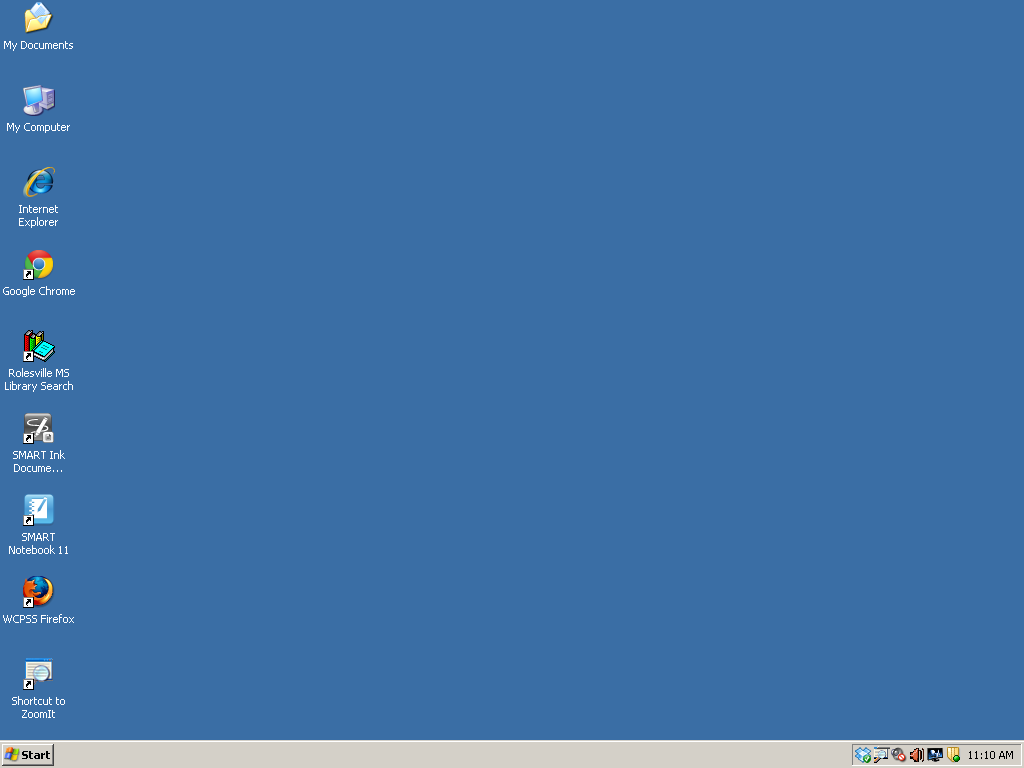 My Documents
My Computer
Internet
Explorer
Google Chrome
Rolesville MS
Library Search
SMART Ink
Docume...
SMART
Notebook 11
WCPSS Firefox
Shortcut to
ZoomIt
Start
11:10 AM